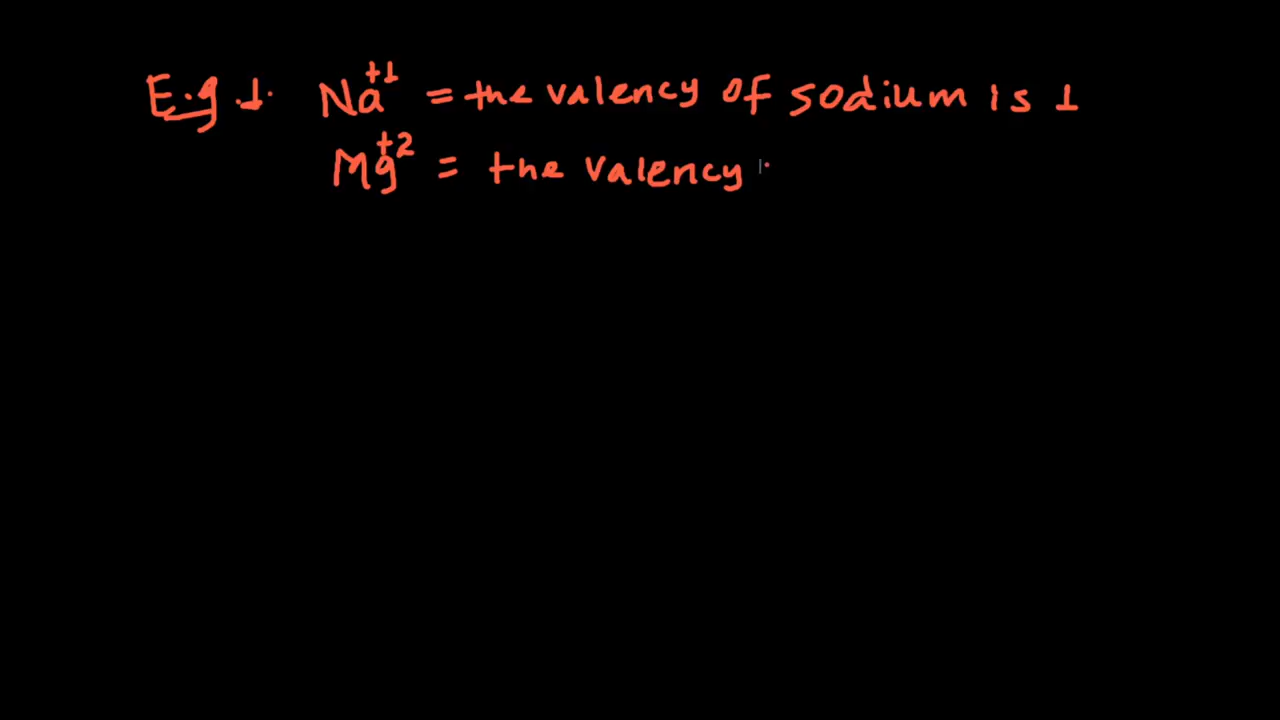 E.g 1. Na+1 = the valency of sodium is 1
Mg+2 = the valency